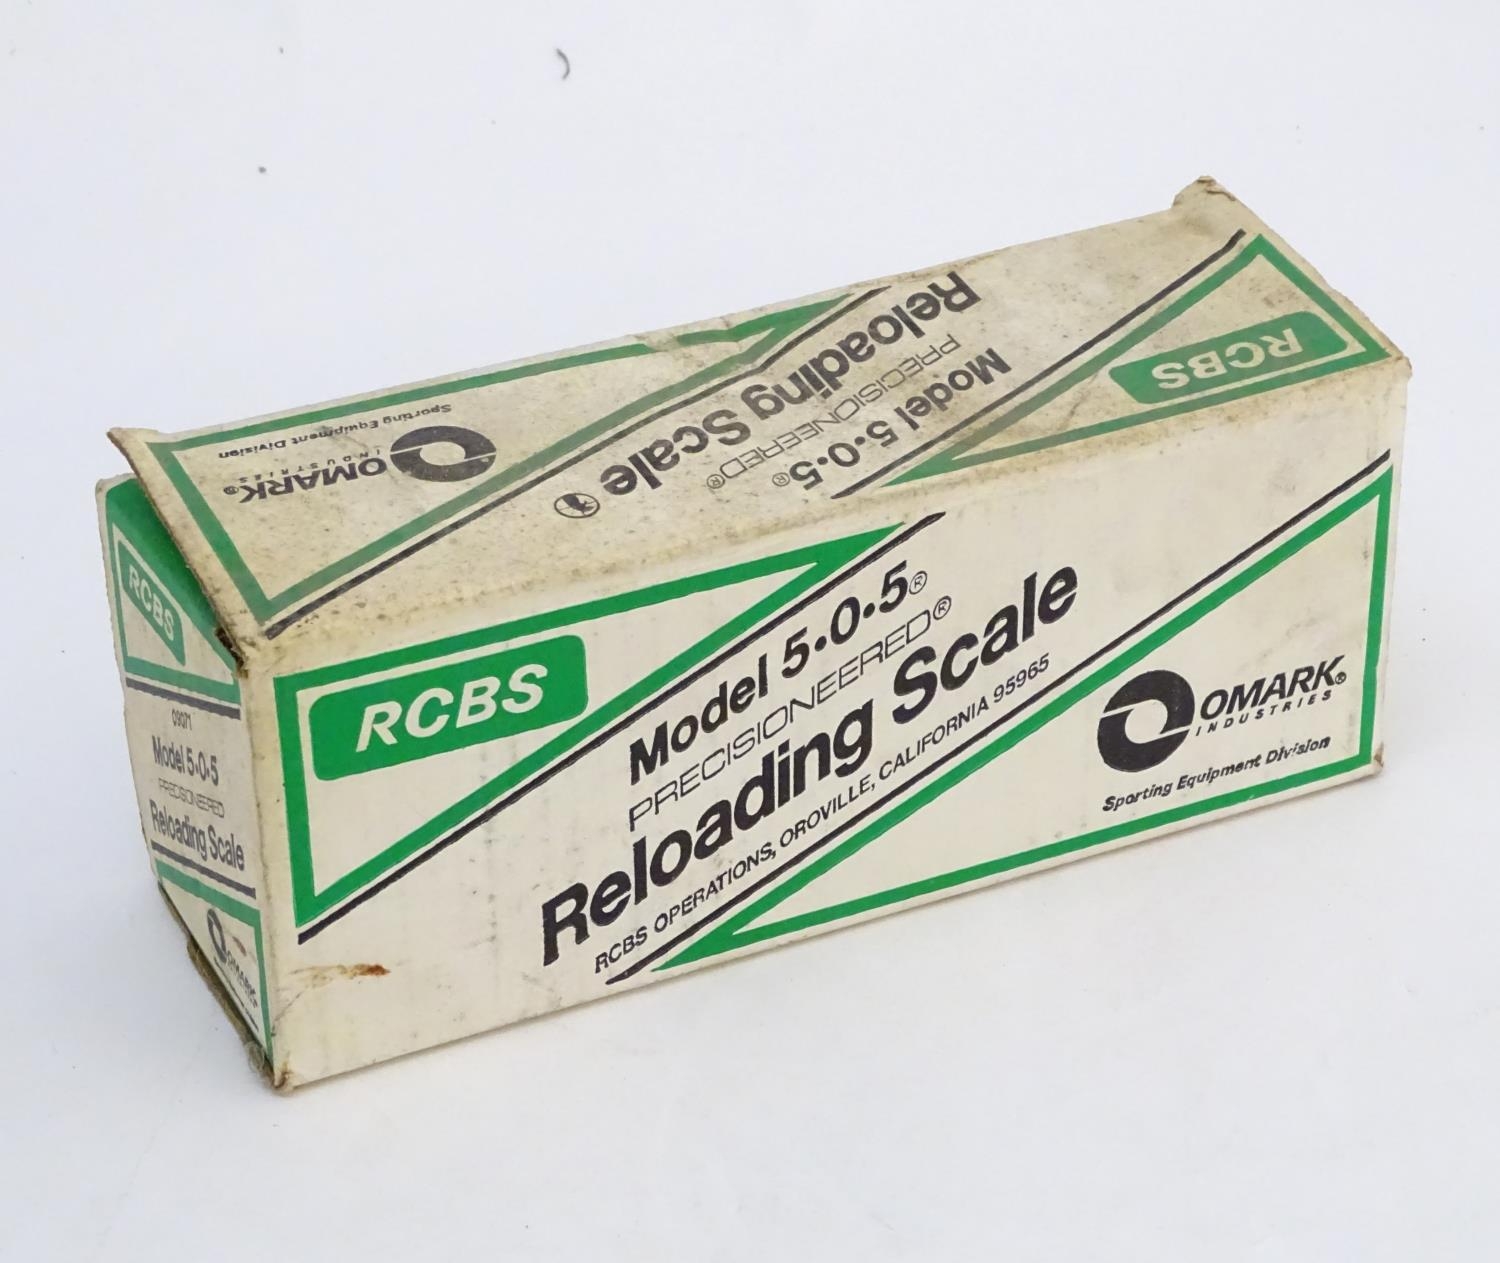 Reloading Scale
PRECISIONEERED®
Model 5·0·5®
RCBS
OMARK®
INDUSTRIES
Sporting Equipment Division
RCBS
09071
Model 5·0·5
PRECISIONEERED
Reloading Scale
OMARK
RCBS
Model 5·0·5®
PRECISIONEERED®
Reloading Scale
RCBS OPERATIONS, OROVILLE, CALIFORNIA 95965
OMARK®
INDUSTRIES
Sporting Equipment Division